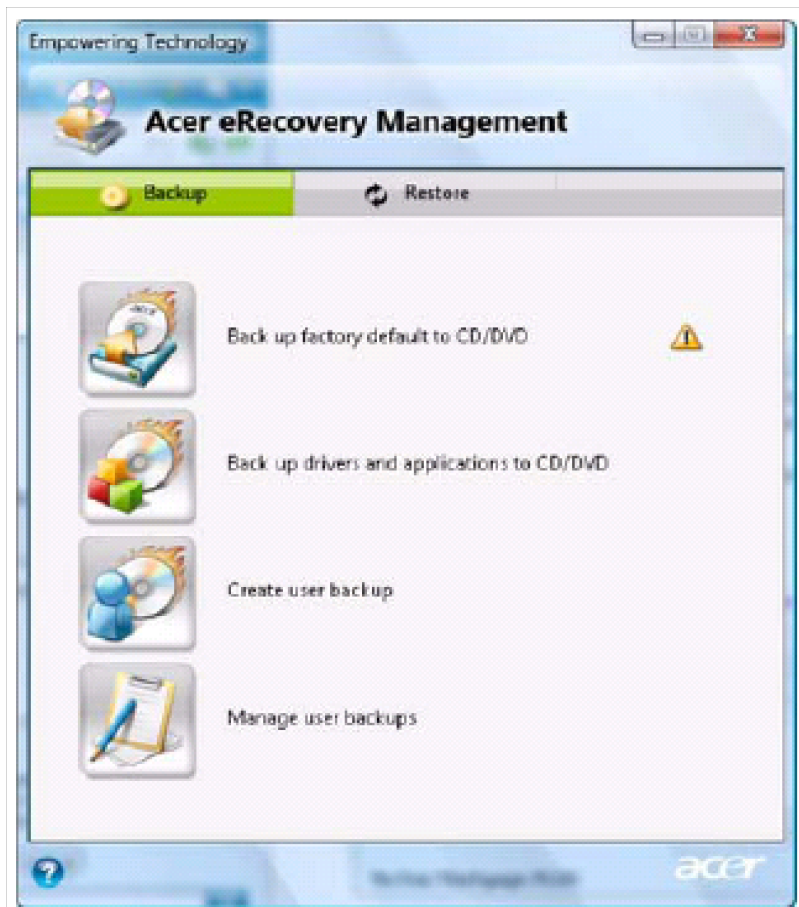 Empowering Technology
Acer eRecovery Management
Backup
Restore
Back up factory default to CD/DVD
Back up drivers and applications to CD/DVD
Create user backup
Manage user backups
acer